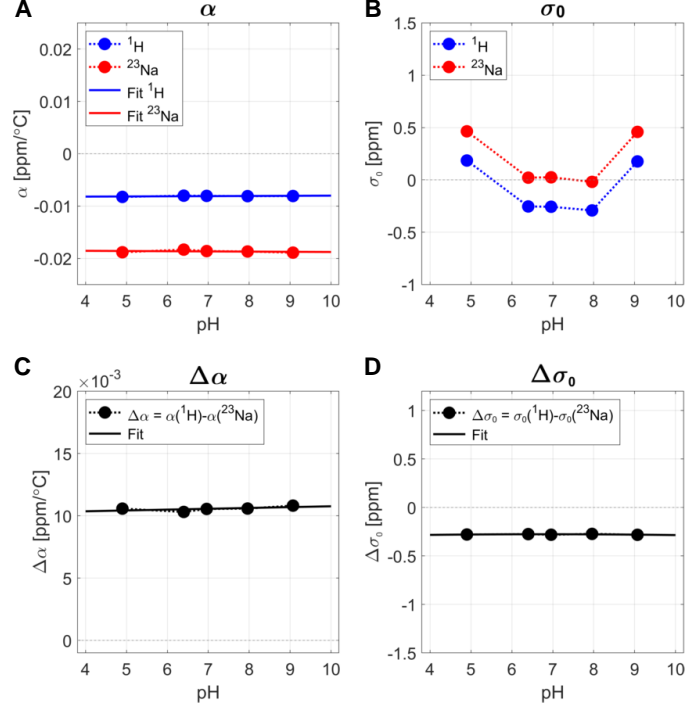 A
α
α [ppm/°C]
0.02
0.01
0
-0.01
-0.02
¹H
²³Na
Fit ¹H
Fit ²³Na
4 5 6 7 8 9 10
pH
B
σ₀
σ₀ [ppm]
1.5
1
0.5
0
-0.5
-1
¹H
²³Na
4 5 6 7 8 9 10
pH
C
Δα
×10⁻³
Δα [ppm/°C]
20
15
10
5
0
Δα = α(¹H)-α(²³Na)
Fit
4 5 6 7 8 9 10
pH
D
Δσ₀
Δσ₀ [ppm]
1
0.5
0
-0.5
-1
-1.5
Δσ₀ = σ₀(¹H)-σ₀(²³Na)
Fit
4 5 6 7 8 9 10
pH